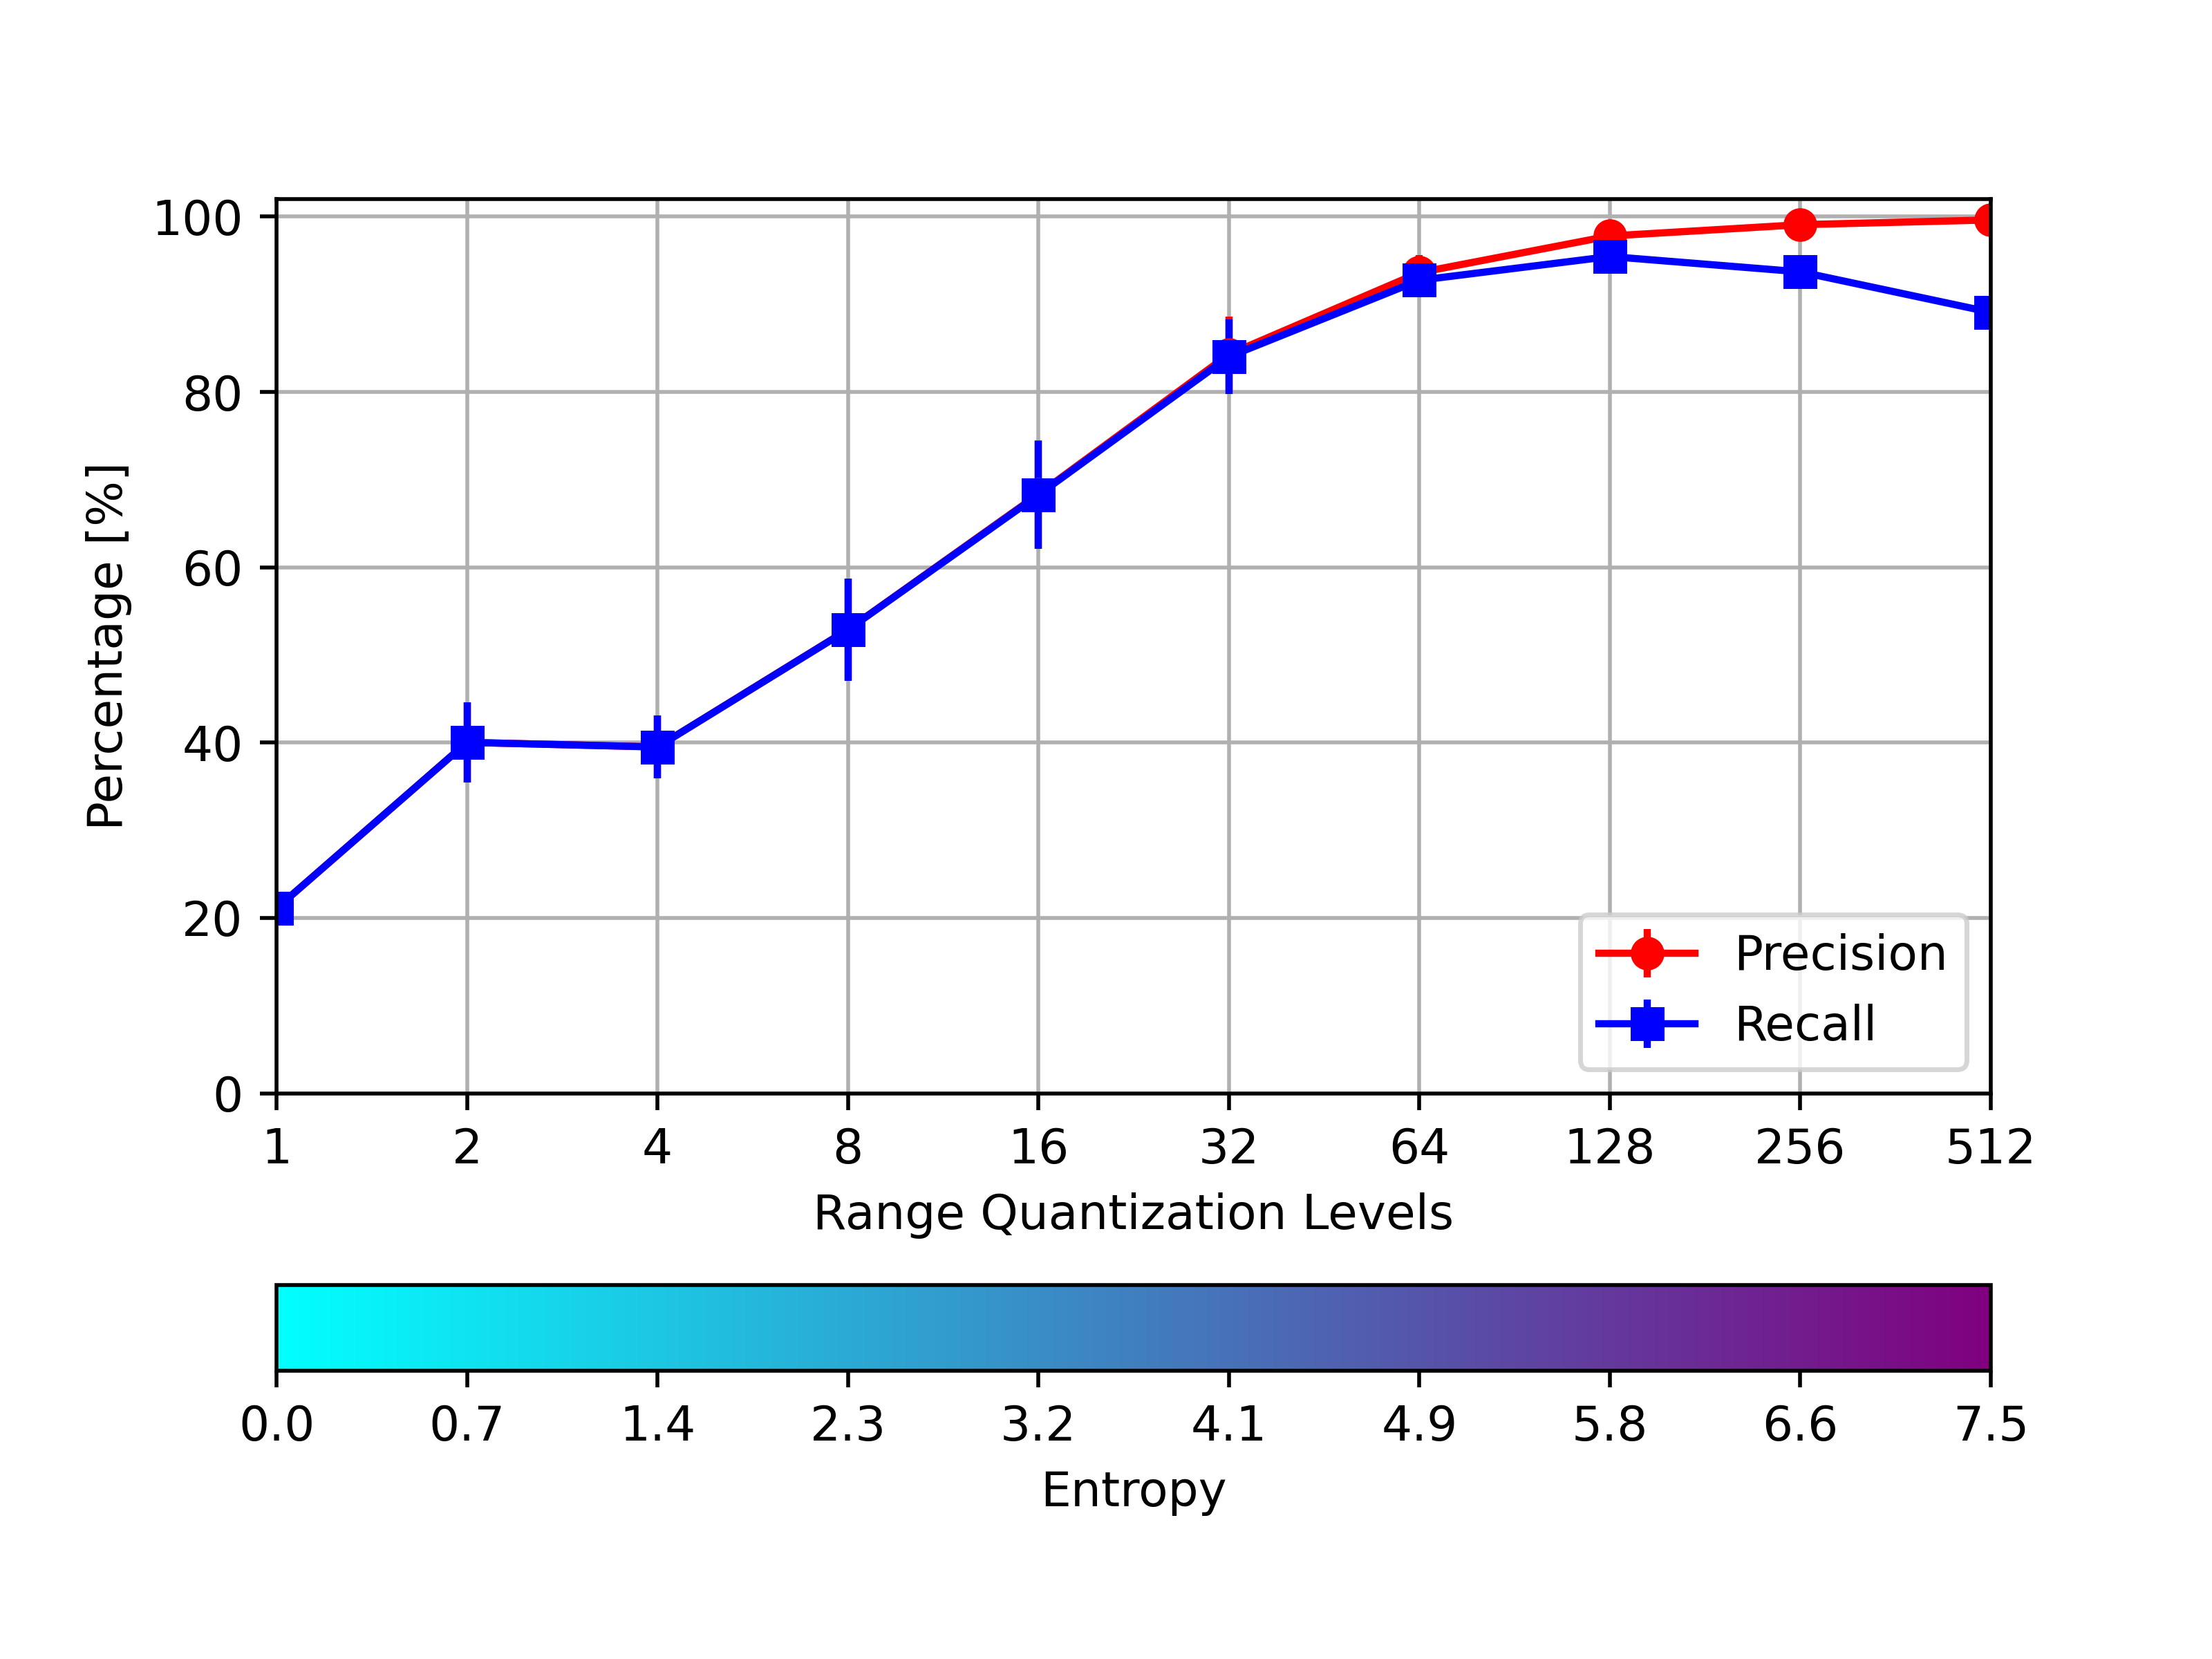 100
80
60
40
20
0
Percentage [%]
Precision
Recall
1 2 4 8 16 32 64 128 256 512
Range Quantization Levels
0.0 0.7 1.4 2.3 3.2 4.1 4.9 5.8 6.6 7.5
Entropy